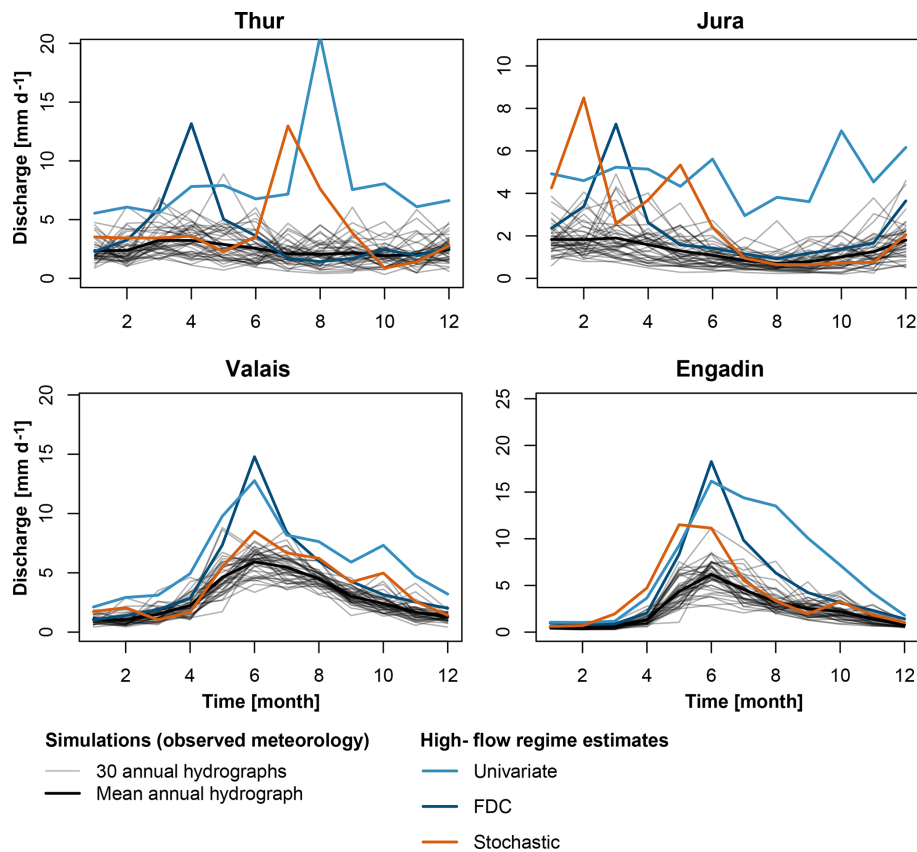 Thur
Discharge [mm d-1]
20
15
10
5
0
2 4 6 8 10 12
Jura
10
8
6
4
2
0
2 4 6 8 10 12
Valais
Discharge [mm d-1]
20
15
10
5
0
2 4 6 8 10 12
Time [month]
Engadin
25
20
15
10
5
0
2 4 6 8 10 12
Time [month]
Simulations (observed meteorology)
30 annual hydrographs
Mean annual hydrograph
High- flow regime estimates
Univariate
FDC
Stochastic